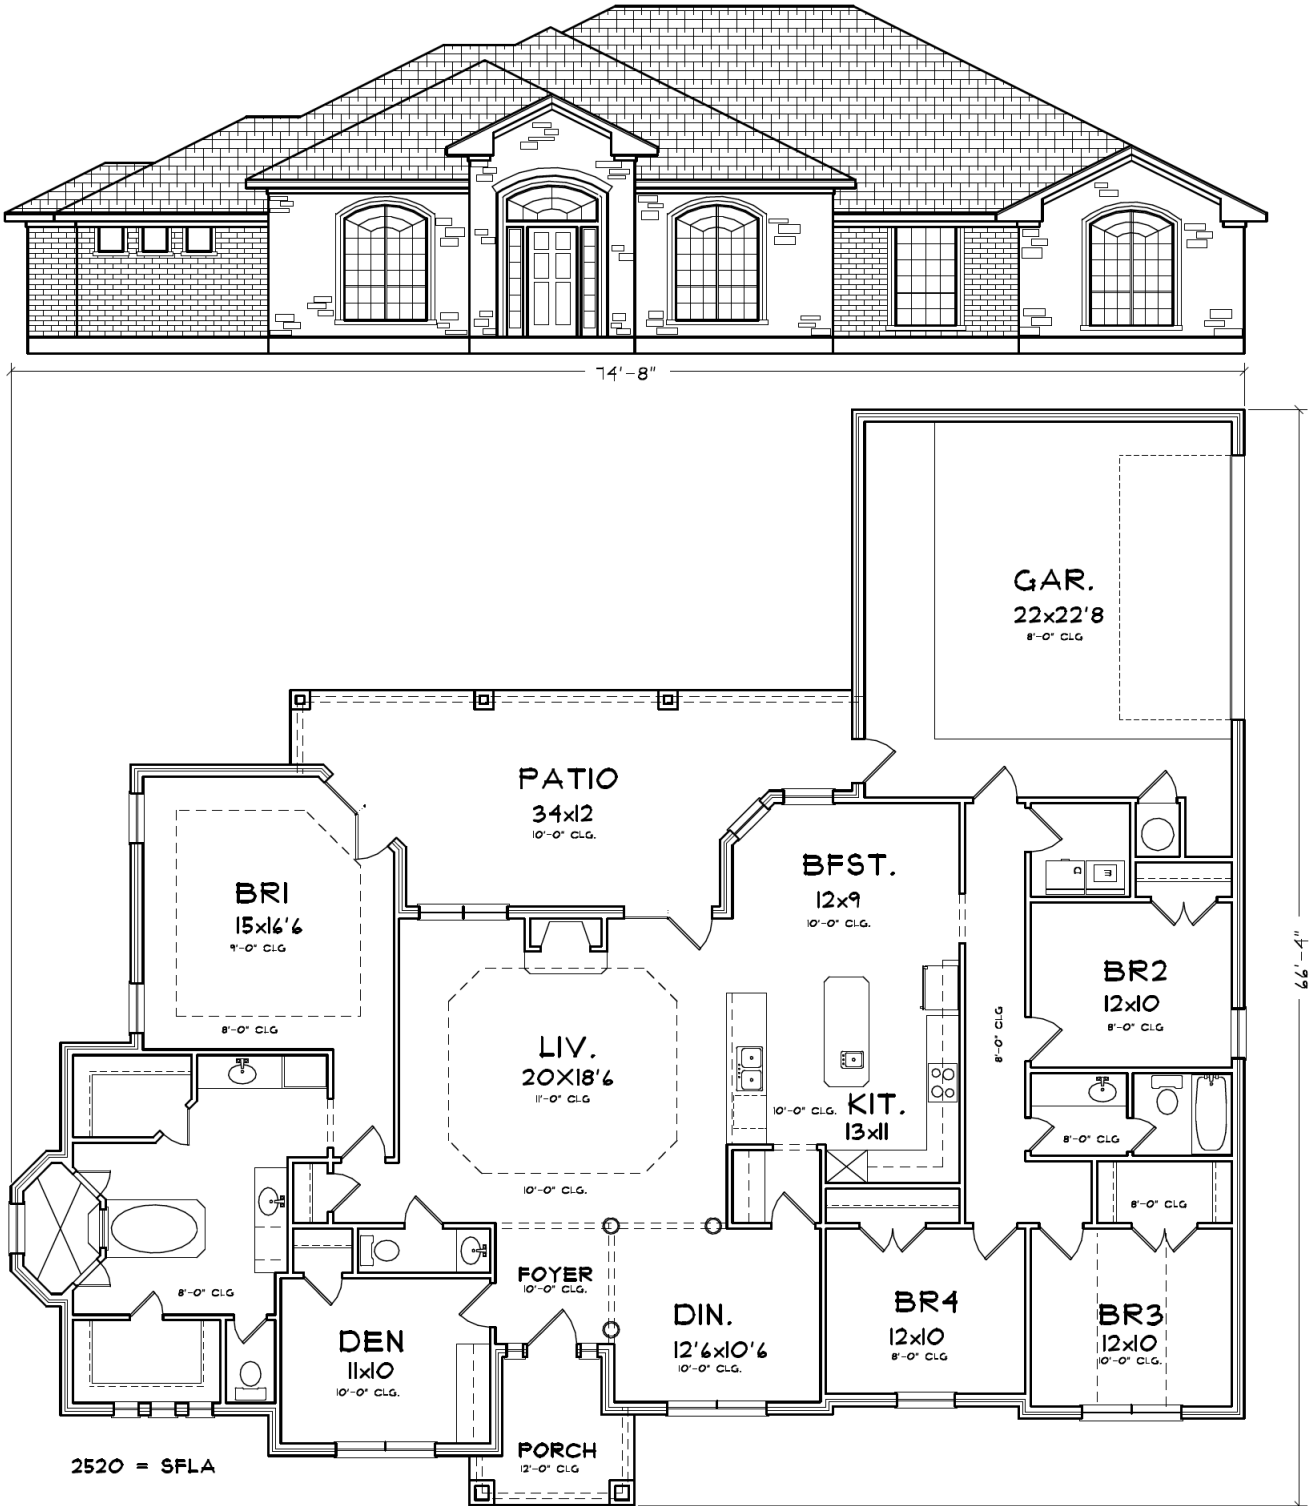 74'-8"
GAR.
22x22'8
8'-0" CLG
PATIO
34x12
10'-0" CLG.
BFST.
12x9
10'-0" CLG.
BR1
15x16'6
9'-0" CLG
8'-0" CLG
D
E
BR2
12x10
8'-0" CLG
66'-4"
8'-0" CLG
LIV.
20X18'6
11'-0" CLG
10'-0" CLG.
10'-0" CLG.
KIT.
13x11
8'-0" CLG
8'-0" CLG
8'-0" CLG
FOYER
10'-0" CLG.
DIN.
12'6x10'6
10'-0" CLG.
BR4
12x10
8'-0" CLG
BR3
12x10
10'-0" CLG.
DEN
11x10
10'-0" CLG.
PORCH
12'-0" CLG
2520 = SFLA